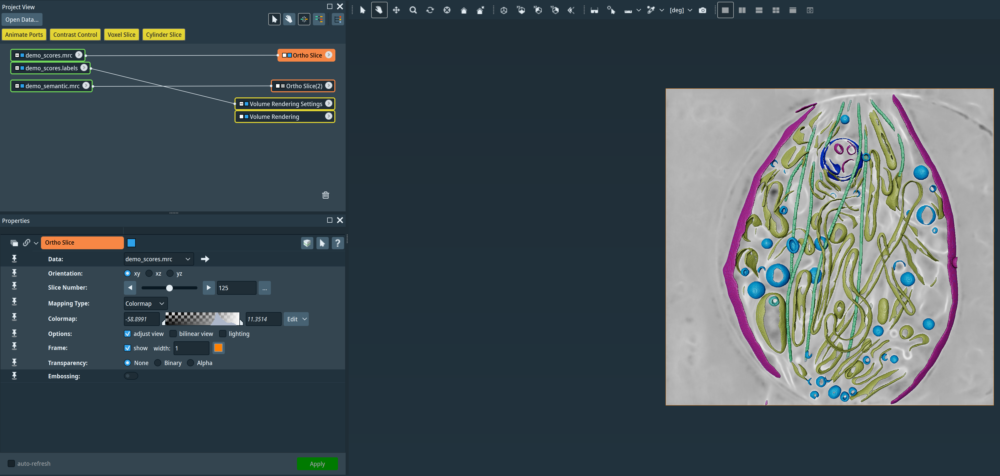 Project View
Open Data...
Animate Ports Contrast Control Voxel Slice Cylinder Slice
demo_scores.mrc Ortho Slice
demo_scores.labels
demo_semantic.mrc Ortho Slice(2)
Volume Rendering Settings
Volume Rendering
Properties
Ortho Slice ?
Data: demo_scores.mrc
Orientation: xy xz yz
Slice Number: 125 ...
Mapping Type: Colormap
Colormap: -58.8991 11.3514 Edit
Options: adjust view bilinear view lighting
Frame: show width: 1
Transparency: None Binary Alpha
Embossing:
auto-refresh Apply
XY XZ YZ [deg]